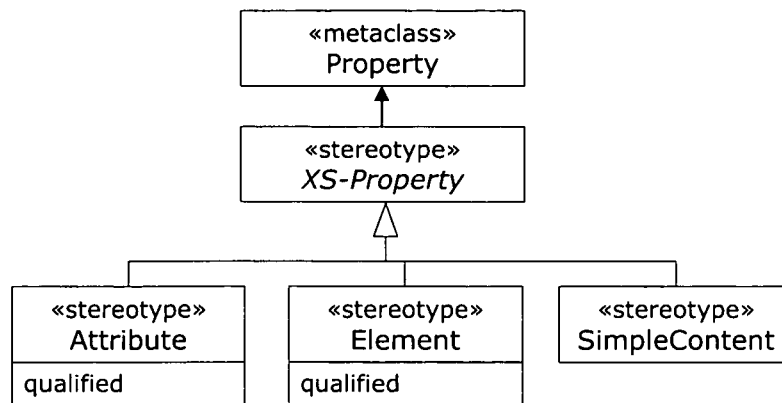 «metaclass»
Property
«stereotype»
XS-Property
«stereotype»
Attribute
qualified
«stereotype»
Element
qualified
«stereotype»
SimpleContent